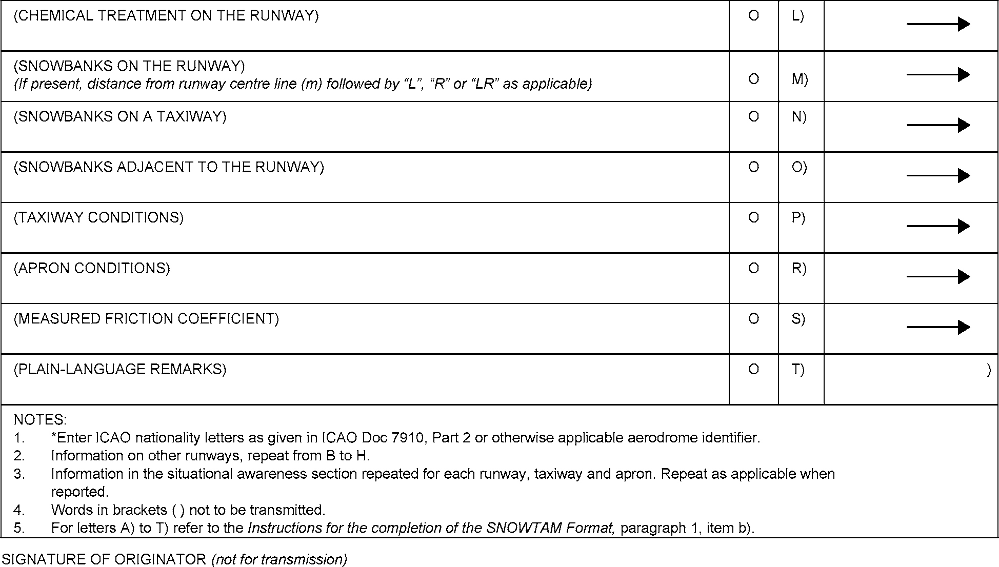 (CHEMICAL TREATMENT ON THE RUNWAY) O L)
(SNOWBANKS ON THE RUNWAY)
(If present, distance from runway centre line (m) followed by “L”, “R” or “LR” as applicable) O M)
(SNOWBANKS ON A TAXIWAY) O N)
(SNOWBANKS ADJACENT TO THE RUNWAY) O O)
(TAXIWAY CONDITIONS) O P)
(APRON CONDITIONS) O R)
(MEASURED FRICTION COEFFICIENT) O S)
(PLAIN-LANGUAGE REMARKS) O T) )
NOTES:
1. *Enter ICAO nationality letters as given in ICAO Doc 7910, Part 2 or otherwise applicable aerodrome identifier.
2. Information on other runways, repeat from B to H.
3. Information in the situational awareness section repeated for each runway, taxiway and apron. Repeat as applicable when
reported.
4. Words in brackets ( ) not to be transmitted.
5. For letters A) to T) refer to the Instructions for the completion of the SNOWTAM Format, paragraph 1, item b).
SIGNATURE OF ORIGINATOR (not for transmission)